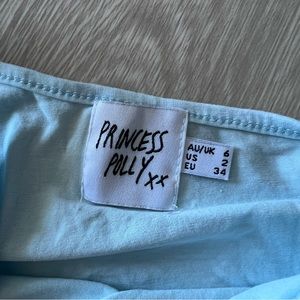 PRINCESS
POLLY
xx
AU/UK 6
US 2
EU 34